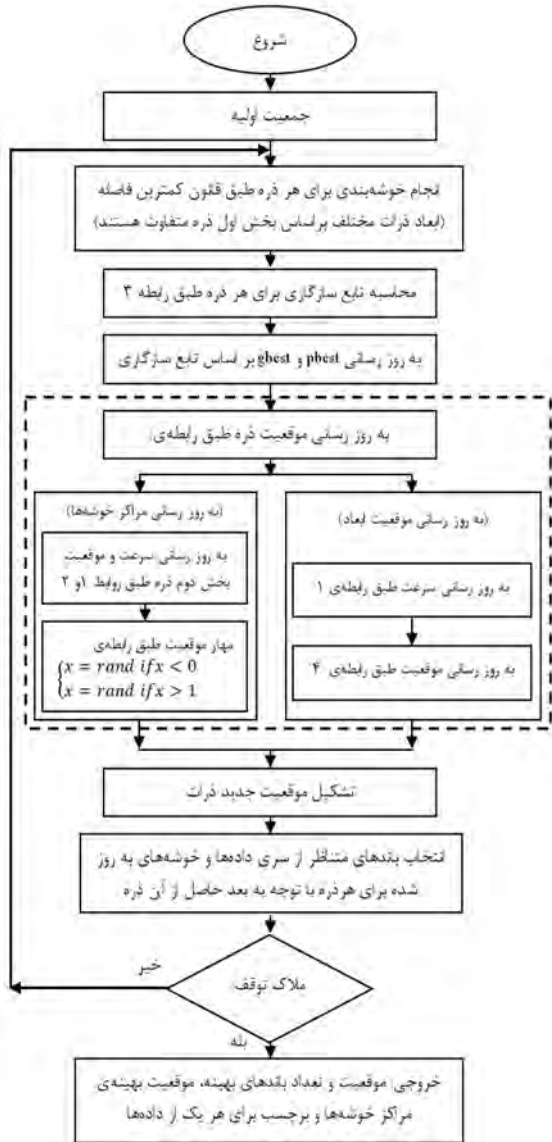 شروع
جمعیت اولیه
انجام خوشه‌بندی برای هر ذره طبق قانون کمترین فاصله
(ابعاد ذرات مختلف براساس بخش اول ذره متفاوت هستند)
محاسبه تابع سازگاری برای هر ذره طبق رابطه ۳
به روز رسانی pbest و gbest بر اساس تابع سازگاری
به روز رسانی موقعیت ذره طبق رابطه‌ی:
(به روز رسانی موقعیت ابعاد)
به روز رسانی سرعت طبق رابطه‌ی ۱
به روز رسانی موقعیت طبق رابطه‌ی ۴
(به روز رسانی مراکز خوشه‌ها)
به روز رسانی سرعت و موقعیت
بخش دوم ذره طبق روابط ۱و ۲
مهار موقعیت طبق رابطه‌ی
{x = rand ifx < 0
x = rand ifx > 1
تشکیل موقعیت جدید ذرات
انتخاب باندهای متناظر از سری داده‌ها و خوشه‌های به روز
شده برای هرذره با توجه به بعد حاصل از آن ذره
ملاک توقف
خیر
بله
خروجی: موقعیت و تعداد باندهای بهینه، موقعیت بهینه‌ی
مراکز خوشه‌ها و برچسب برای هر یک از داده‌ها